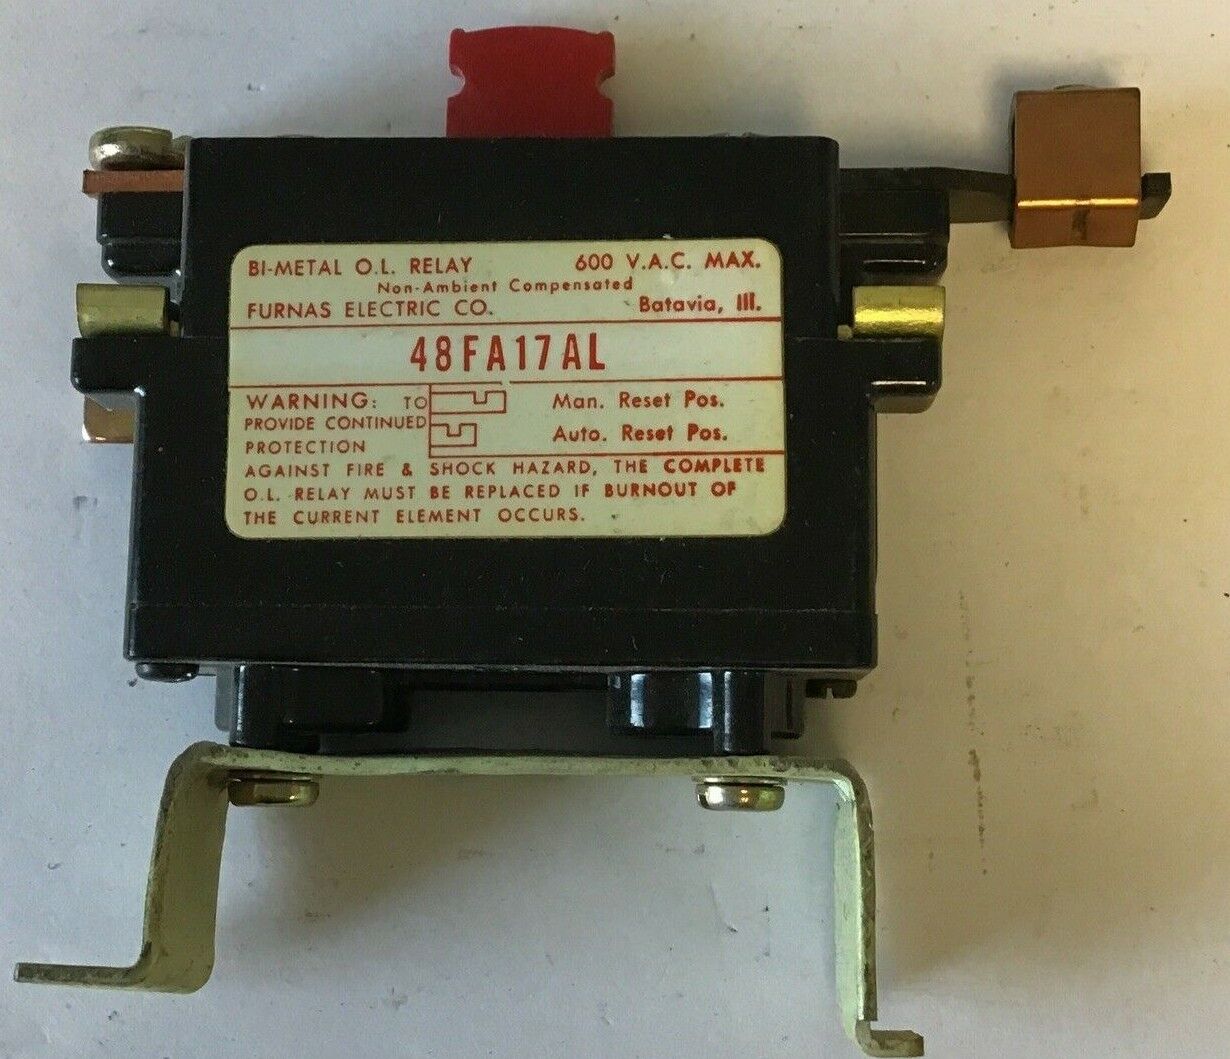 BI-METAL O.L. RELAY 600 V.A.C. MAX.
Non-Ambient Compensated
FURNAS ELECTRIC CO. Batavia, Ill.
48FA17AL
WARNING: TO Man. Reset Pos.
PROVIDE CONTINUED Auto. Reset Pos.
PROTECTION
AGAINST FIRE & SHOCK HAZARD, THE COMPLETE
O.L. RELAY MUST BE REPLACED IF BURNOUT OF
THE CURRENT ELEMENT OCCURS.